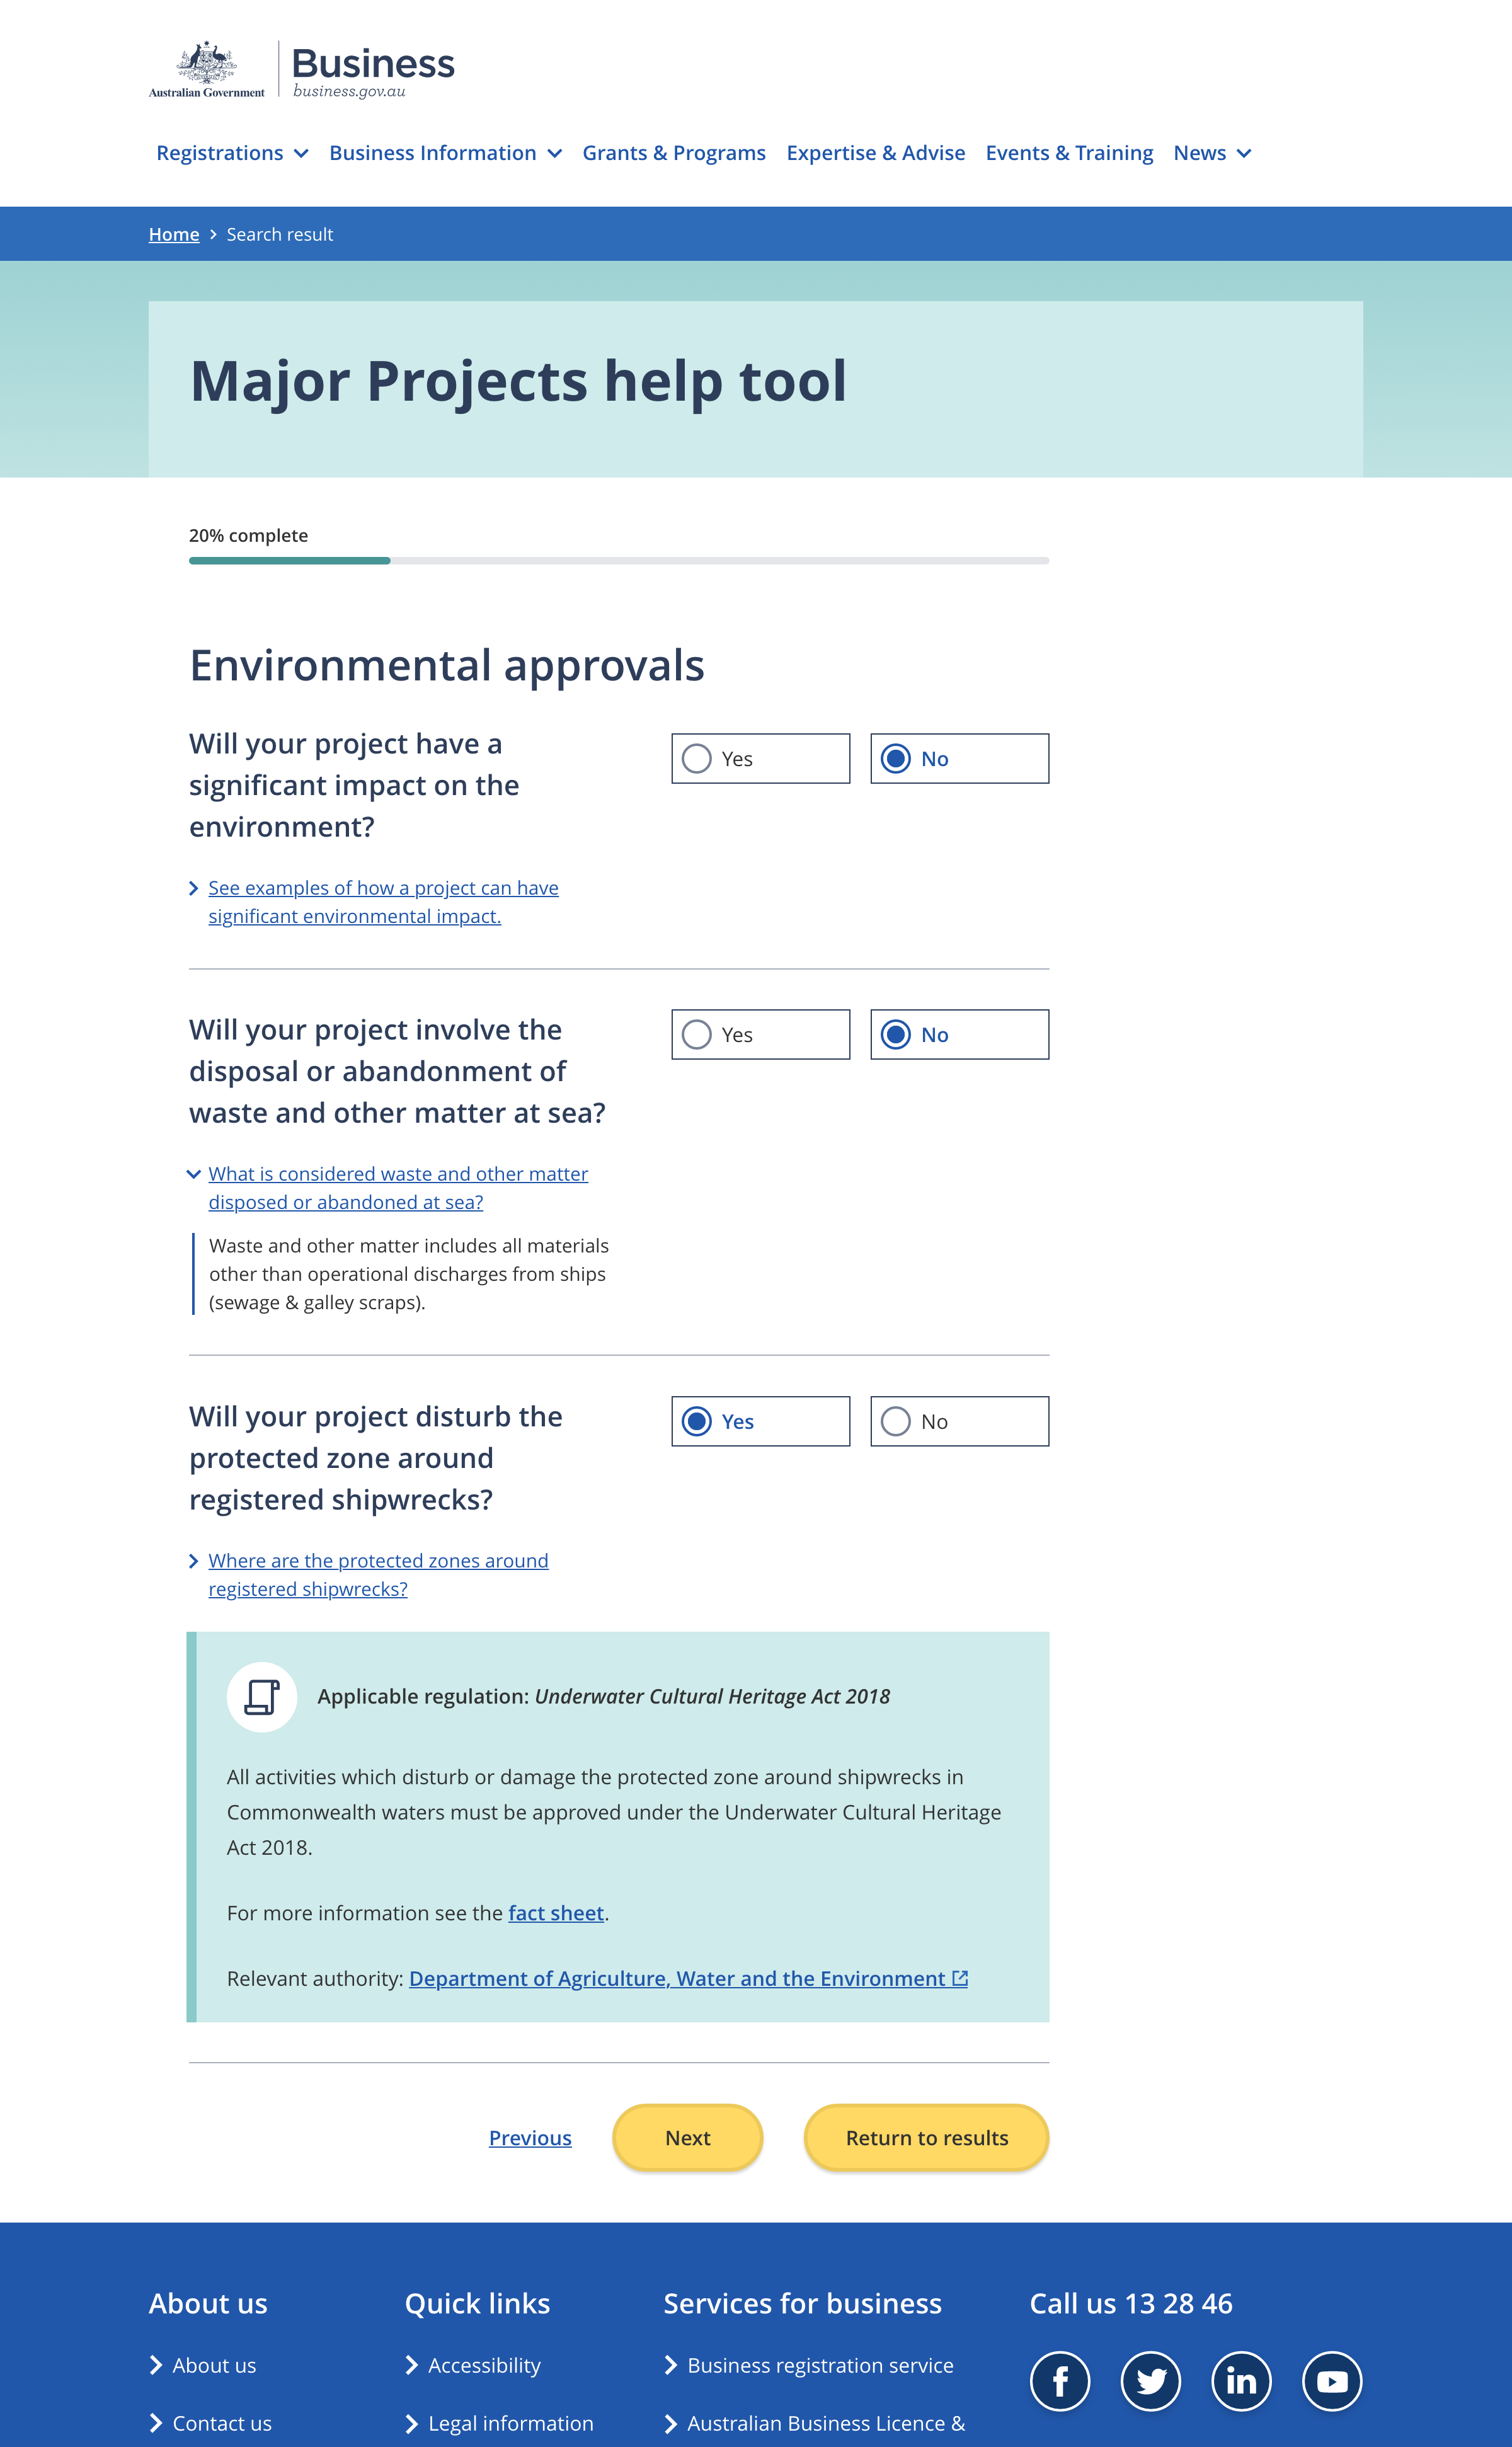 Australian Government
Business
business.gov.au
Registrations Business Information Grants & Programs Expertise & Advise Events & Training News
Home Search result
Major Projects help tool
20% complete
Environmental approvals
Will your project have a
significant impact on the
environment?
Yes No
See examples of how a project can have
significant environmental impact.
Will your project involve the
disposal or abandonment of
waste and other matter at sea?
Yes No
What is considered waste and other matter
disposed or abandoned at sea?
Waste and other matter includes all materials
other than operational discharges from ships
(sewage & galley scraps).
Will your project disturb the
protected zone around
registered shipwrecks?
Yes No
Where are the protected zones around
registered shipwrecks?
Applicable regulation: Underwater Cultural Heritage Act 2018
All activities which disturb or damage the protected zone around shipwrecks in
Commonwealth waters must be approved under the Underwater Cultural Heritage
Act 2018.
For more information see the fact sheet.
Relevant authority: Department of Agriculture, Water and the Environment
Previous Next Return to results
About us
About us
Contact us
Quick links
Accessibility
Legal information
Services for business
Business registration service
Australian Business Licence &
Call us 13 28 46